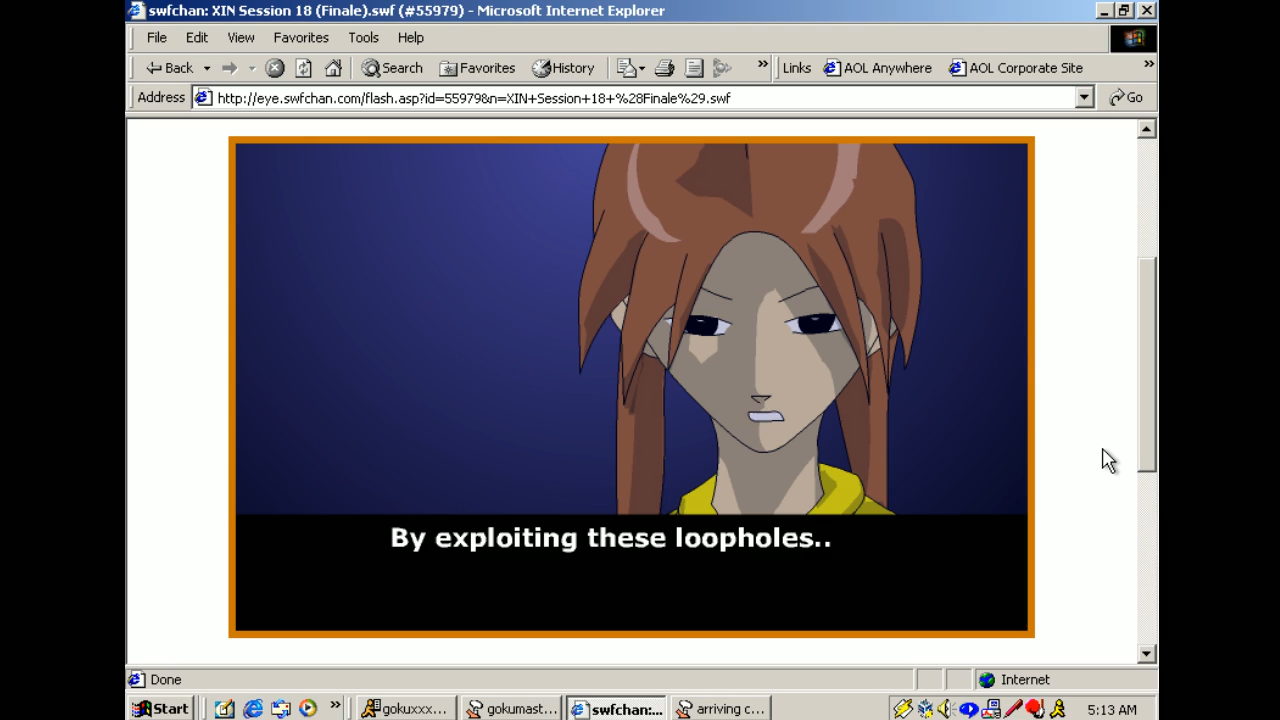 swfchan: XIN Session 18 (Finale).swf (#55979) - Microsoft Internet Explorer
File Edit View Favorites Tools Help
Back Search Favorites History » Links AOL Anywhere AOL Corporate Site »
Address http://eye.swfchan.com/flash.asp?id=55979&n=XIN+Session+18+%28Finale%29.swf Go
By exploiting these loopholes..
Done Internet
Start » gokuxxx... gokumast... swfchan:... arriving c... 5:13 AM